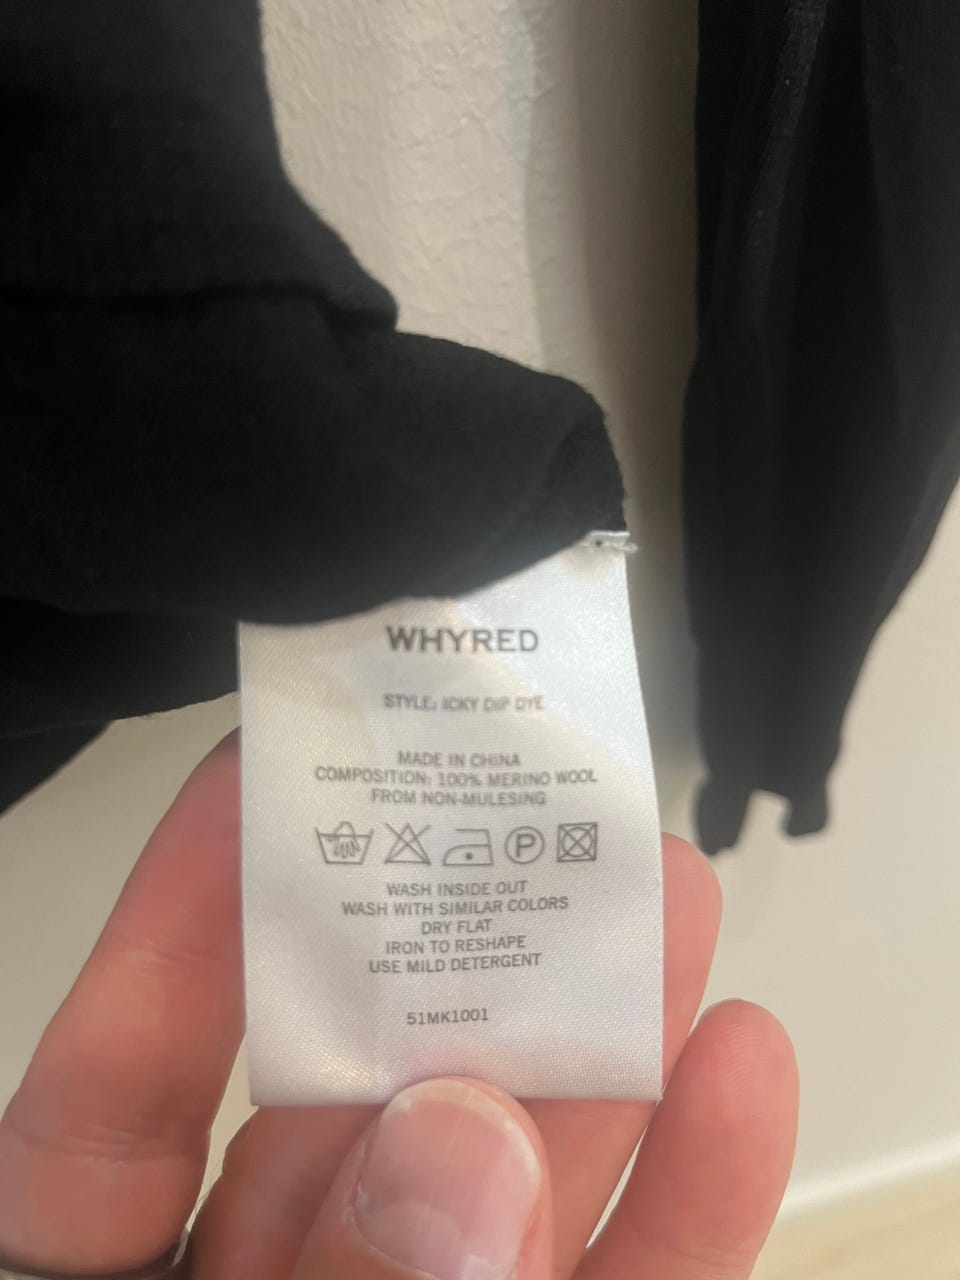 WHYRED
STYLE: ICKY DIP DYE
MADE IN CHINA
COMPOSITION: 100% MERINO WOOL
FROM NON-MULESING
P
WASH INSIDE OUT
WASH WITH SIMILAR COLORS
DRY FLAT
IRON TO RESHAPE
USE MILD DETERGENT
51MK1001